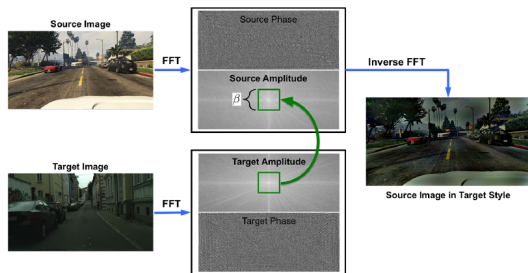 Source Image
FFT
Source Phase
Source Amplitude
β
Inverse FFT
Target Image
FFT
Target Amplitude
Target Phase
Source Image in Target Style